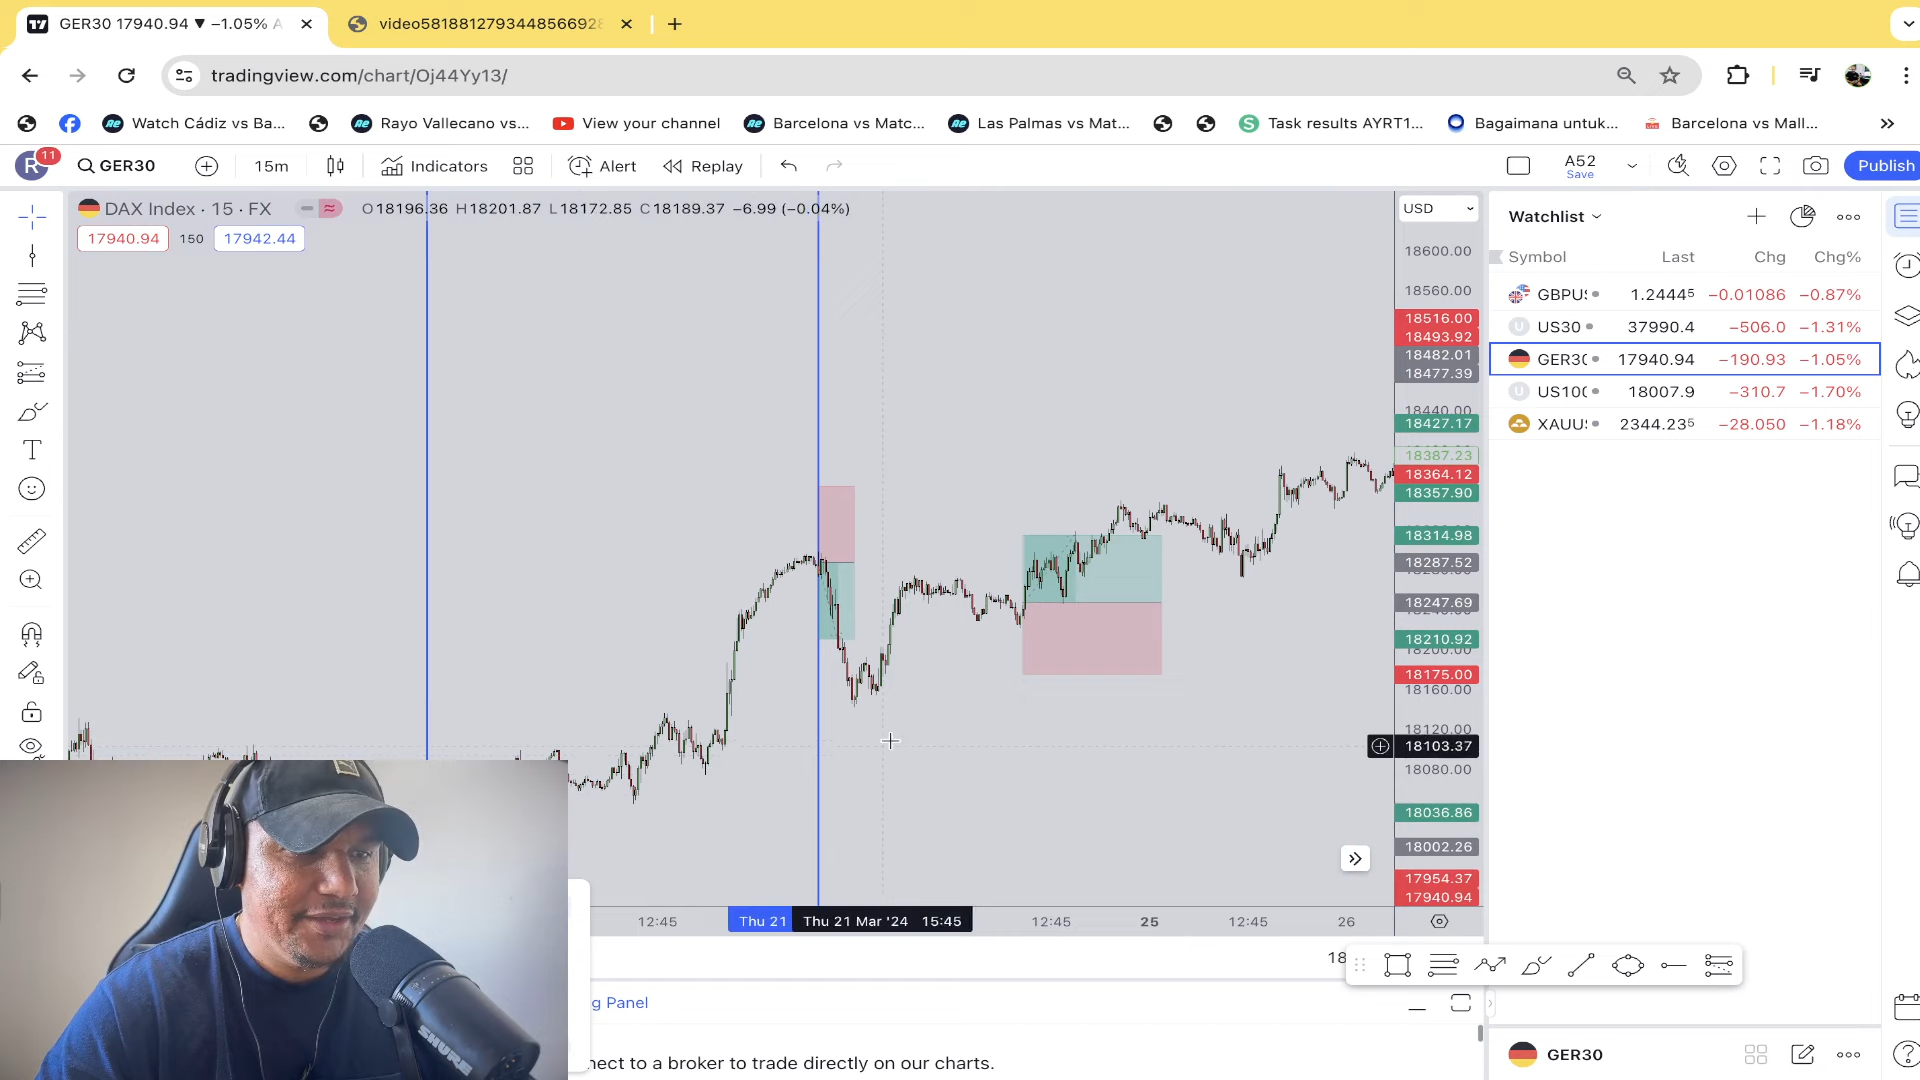 GER30 17940.94 ▼ −1.05% A
video5818812793448566928
tradingview.com/chart/Oj44Yy13/
Watch Cádiz vs Ba...
Rayo Vallecano vs...
View your channel
Barcelona vs Matc...
Las Palmas vs Mat...
Task results AYRT1...
Bagaimana untuk...
Barcelona vs Mall...
R
11
GER30
15m
Indicators
Alert
Replay
A52
Save
Publish
DAX Index · 15 · FX
O18196.36 H18201.87 L18172.85 C18189.37 −6.99 (−0.04%)
17940.94
150
17942.44
USD
18600.00
18560.00
18516.00
18493.92
18482.01
18477.39
18440.00
18427.17
18387.23
18364.12
18357.90
18314.98
18287.52
18247.69
18210.92
18200.00
18175.00
18160.00
18120.00
18103.37
18080.00
18036.86
18002.26
17954.37
17940.94
Watchlist
Symbol Last Chg Chg%
GBPU 1.24445 −0.01086 −0.87%
US30 37990.4 −506.0 −1.31%
GER30 17940.94 −190.93 −1.05%
US100 18007.9 −310.7 −1.70%
XAUU 2344.235 −28.050 −1.18%
12:45
Thu 21
Thu 21 Mar '24 15:45
12:45
25
12:45
26
18
g Panel
nect to a broker to trade directly on our charts.
SHURE
GER30